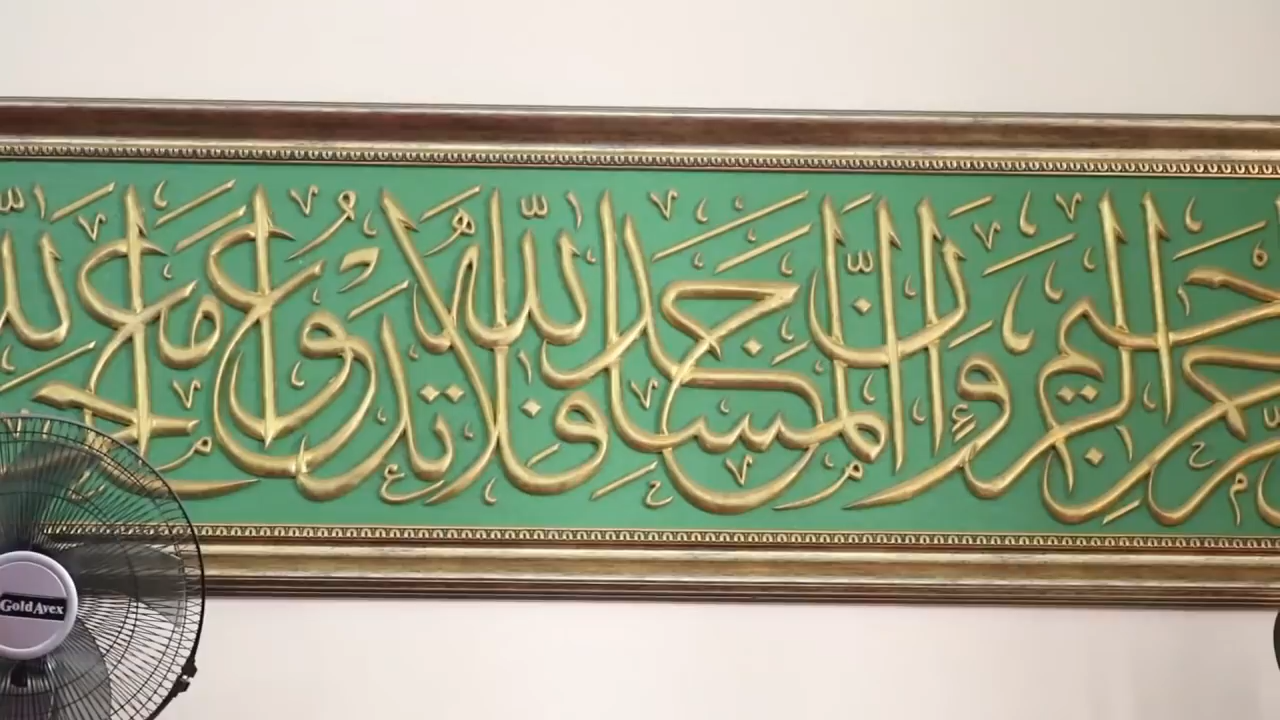 الرحيم وأن المساجد لله فلا تدعوا مع
GoldAvex